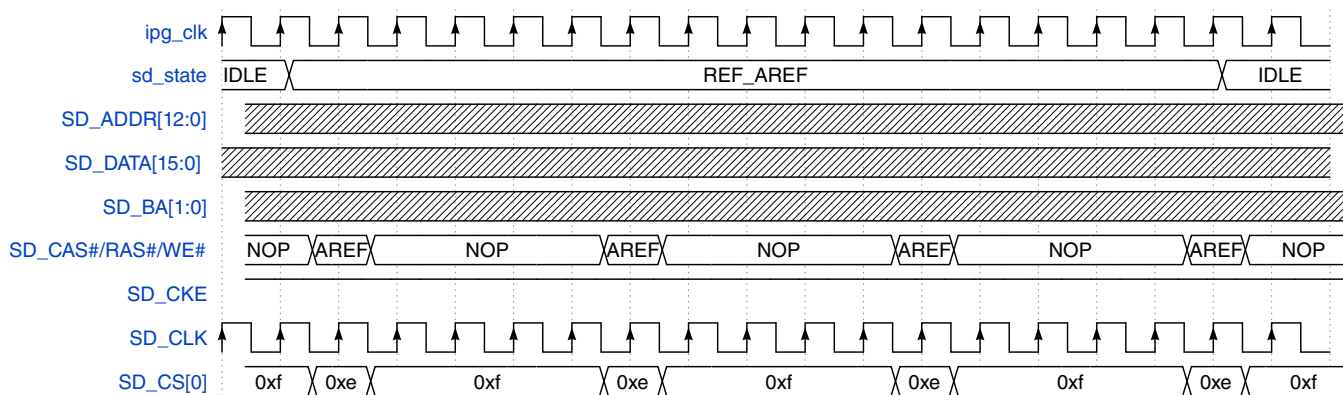 ipg_clk
sd_state IDLE REF_AREF IDLE
SD_ADDR[12:0]
SD_DATA[15:0]
SD_BA[1:0]
SD_CAS#/RAS#/WE# NOP AREF NOP AREF NOP AREF NOP AREF NOP
SD_CKE
SD_CLK
SD_CS[0] 0xf 0xe 0xf 0xe 0xf 0xe 0xf 0xe 0xf